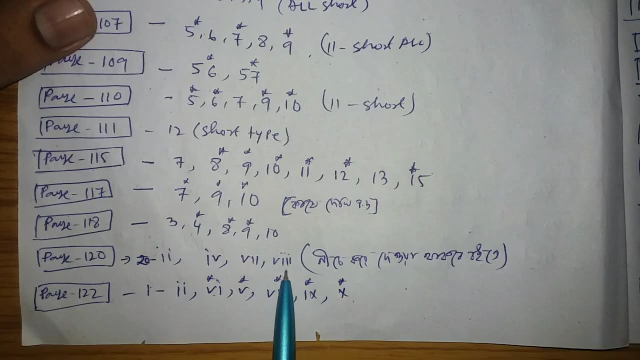 (ALL short)
107 — 5*, 6, 7*, 8, 9* (11-short ALL)
Page-109 — 56*, 57*
Page-110 - 5*, 6*, 7, 9*, 10* (11-short)
Page-111 - 12 (short type)
Page-115 - 7, 8*, 9*, 10*, 11*, 12*, 13, 15*
Page-117 — 7*, 9*, 10*
Page-118 - 3, 4*, 8*, 9*, 10
Page-120 → ii, iv, vii, viii
Page-122 - 1 - ii, vi*, v*, ix*, x*